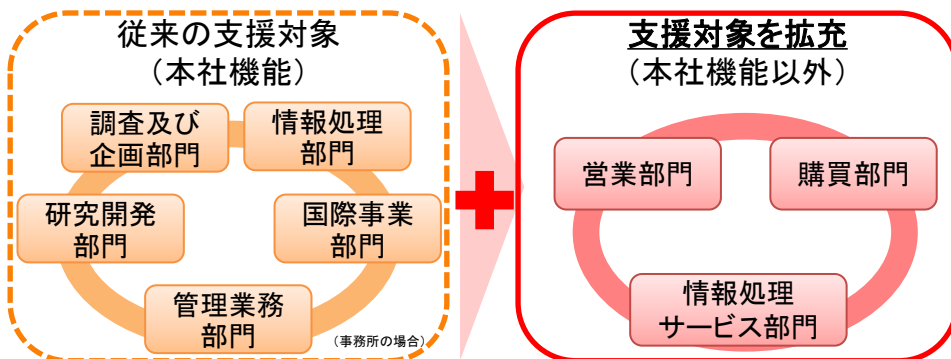 従来の支援対象
（本社機能）
調査及び
企画部門
情報処理
部門
研究開発
部門
国際事業
部門
管理業務
部門
（事務所の場合）
支援対象を拡充
（本社機能以外）
営業部門
購買部門
情報処理
サービス部門